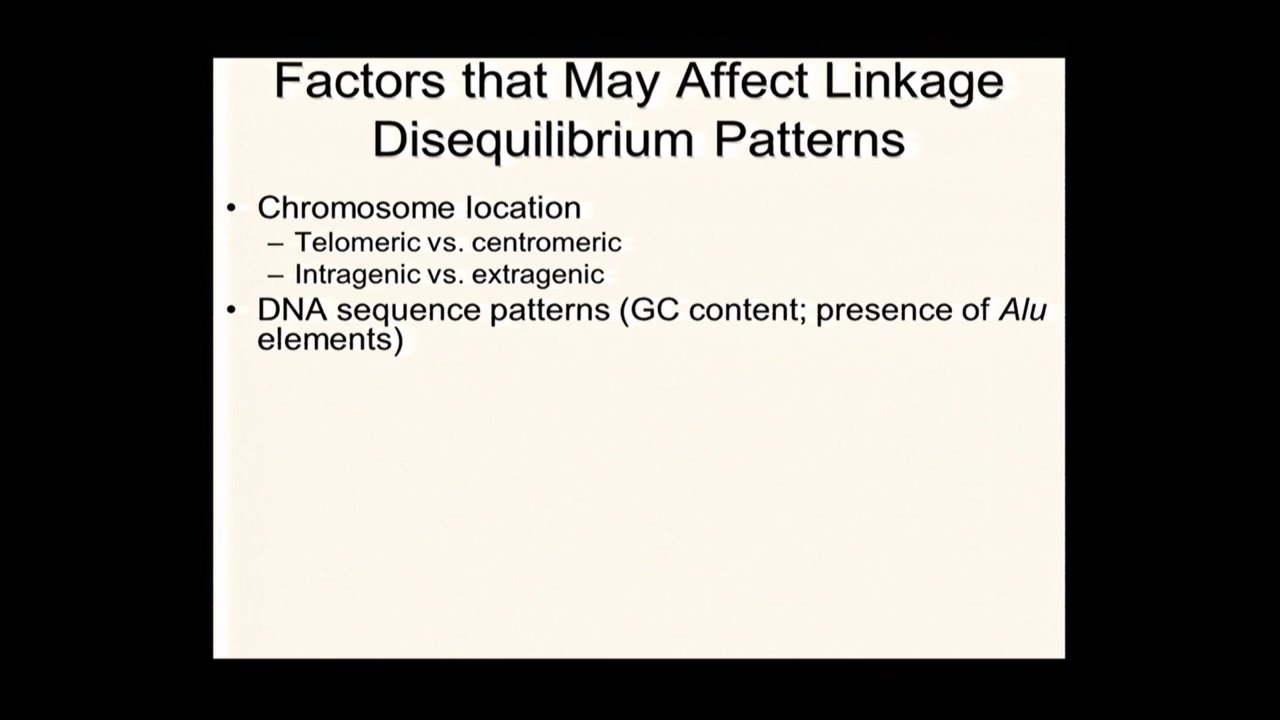 Factors that May Affect Linkage
Disequilibrium Patterns
• Chromosome location
– Telomeric vs. centromeric
– Intragenic vs. extragenic
• DNA sequence patterns (GC content; presence of Alu
elements)